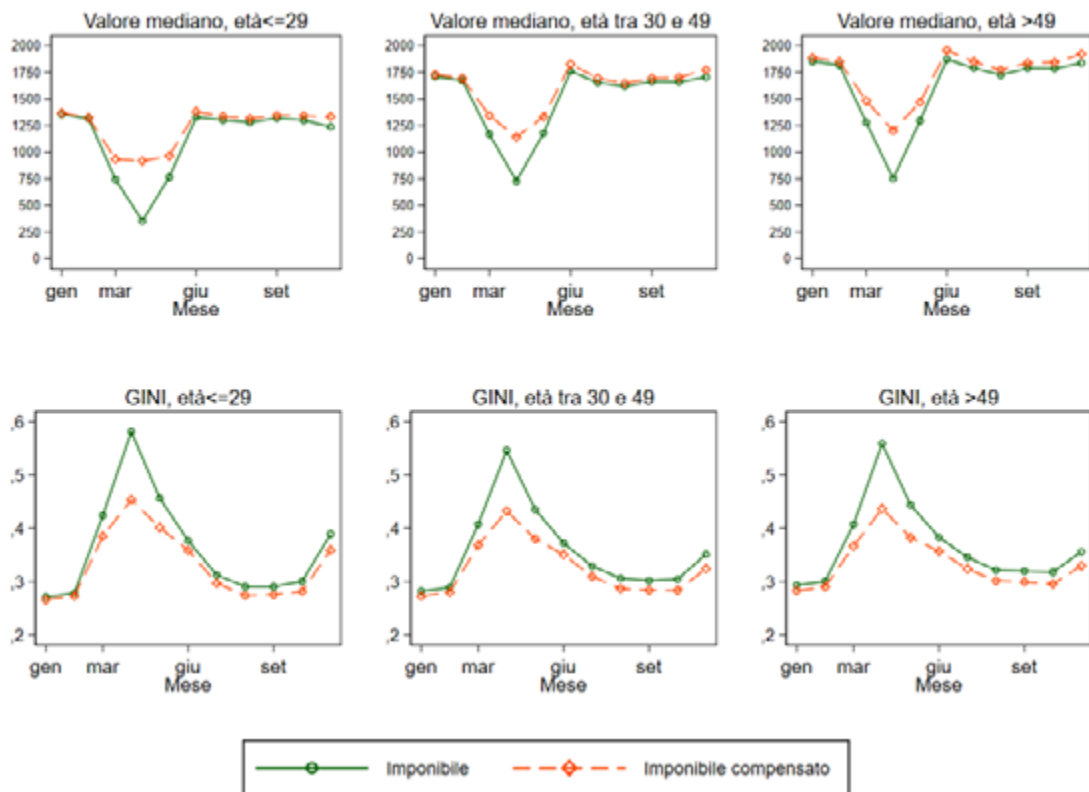 Valore mediano, età<=29
Valore mediano, età tra 30 e 49
Valore mediano, età >49
2000
1750
1500
1250
1000
750
500
250
0
gen mar giu set
Mese
2000
1750
1500
1250
1000
750
500
250
0
gen mar giu set
Mese
2000
1750
1500
1250
1000
750
500
250
0
gen mar giu set
Mese
GINI, età<=29
GINI, età tra 30 e 49
GINI, età >49
,6
,5
,4
,3
,2
gen mar giu set
Mese
,6
,5
,4
,3
,2
gen mar giu set
Mese
,6
,5
,4
,3
,2
gen mar giu set
Mese
Imponibile
Imponibile compensato